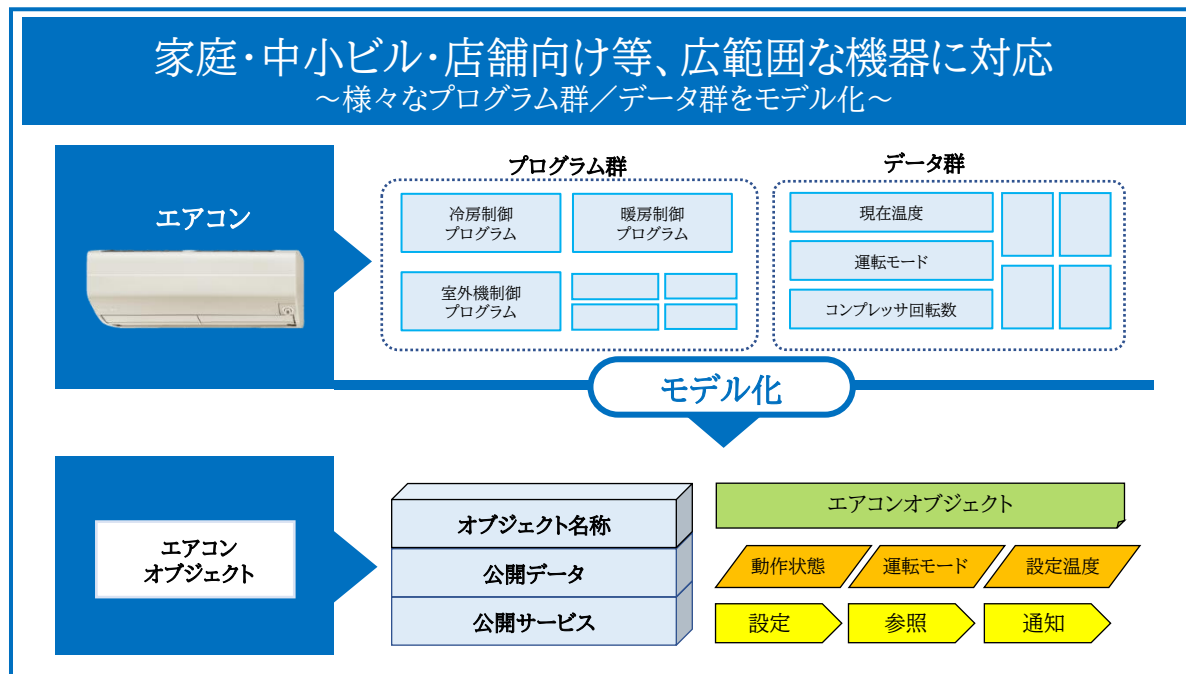 家庭・中小ビル・店舗向け等、広範囲な機器に対応
～様々なプログラム群／データ群をモデル化～
エアコン
プログラム群
冷房制御
プログラム
暖房制御
プログラム
室外機制御
プログラム
データ群
現在温度
運転モード
コンプレッサ回転数
モデル化
エアコン
オブジェクト
オブジェクト名称
公開データ
公開サービス
エアコンオブジェクト
動作状態
運転モード
設定温度
設定
参照
通知